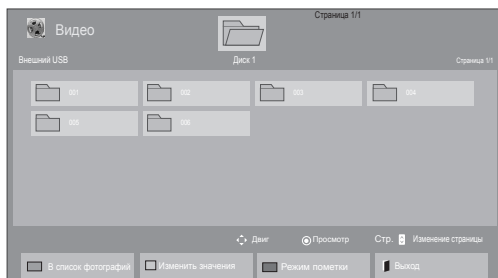 Страница 1/1
Видео
Внешний USB
Диск 1
Страница 1/1
001
002
003
004
005
006
Двиг
Просмотр
Стр.
Изменение страницы
В список фотографий
Изменить значения
Режим пометки
Выход